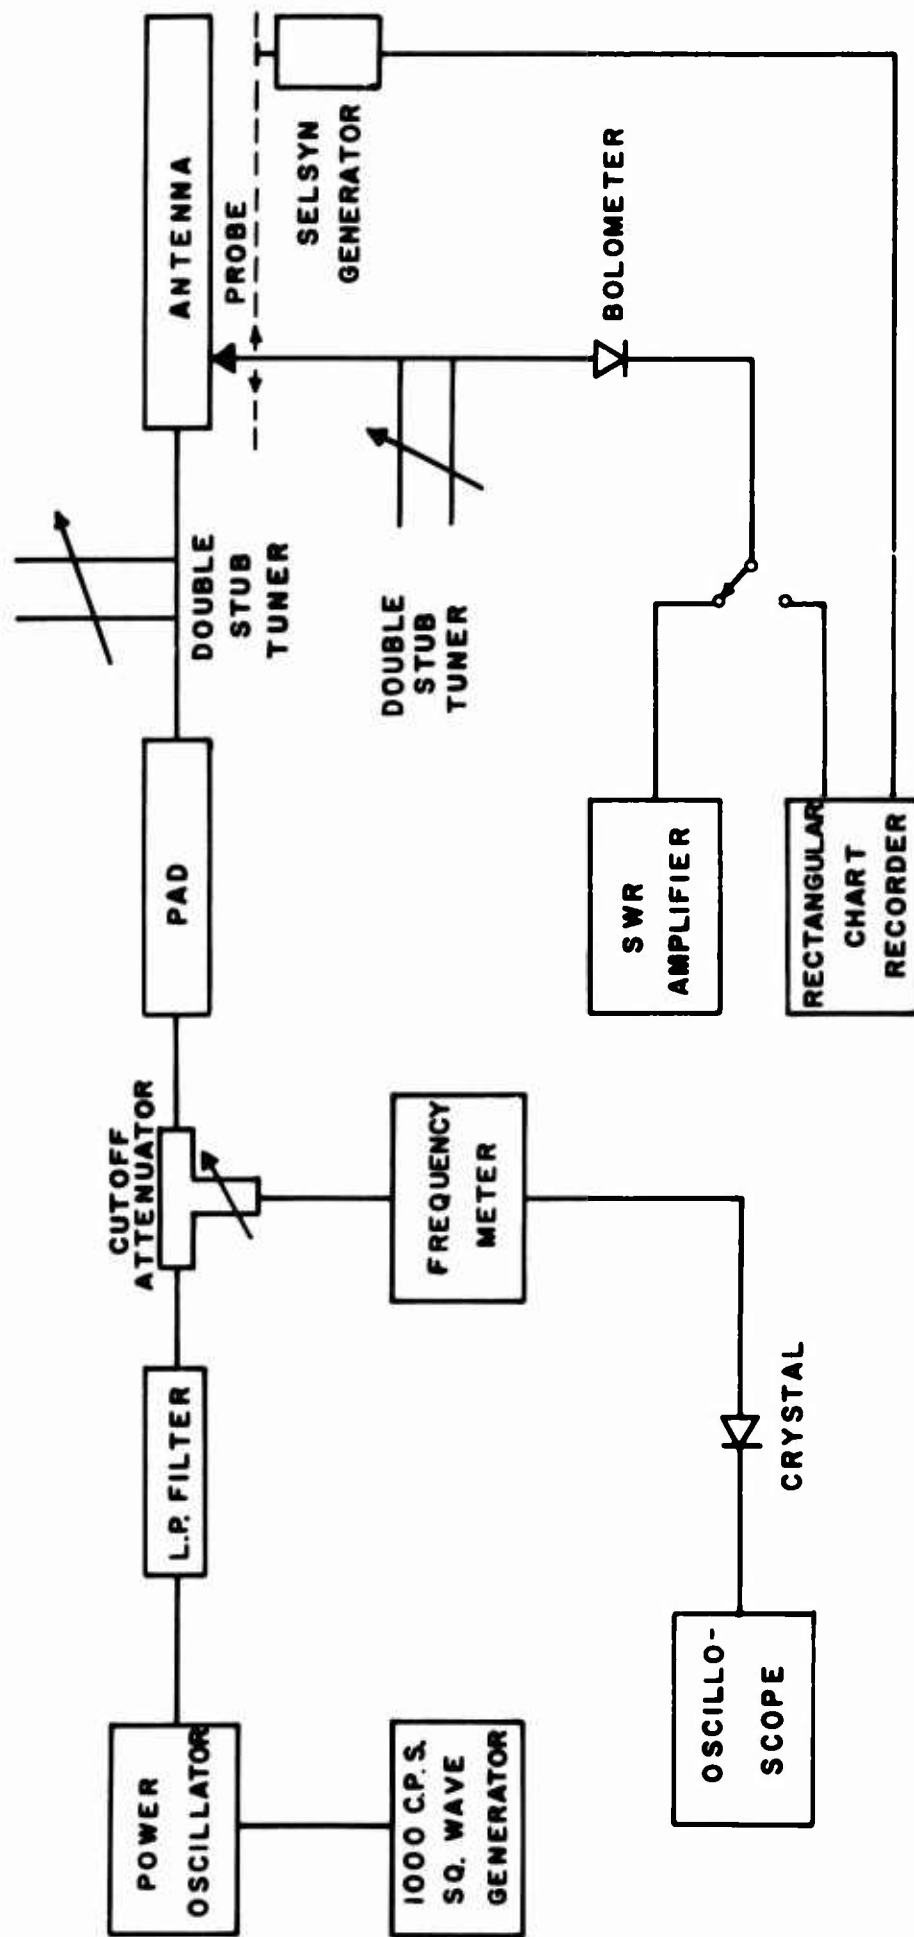 POWER
OSCILLATOR
1000 C.P.S.
SQ. WAVE
GENERATOR
L.P. FILTER
CUTOFF
ATTENUATOR
FREQUENCY
METER
CRYSTAL
OSCILLO-
SCOPE
PAD
DOUBLE
STUB
TUNER
ANTENNA
PROBE
SELSYN
GENERATOR
DOUBLE
STUB
TUNER
BOLOMETER
SWR
AMPLIFIER
RECTANGULAR
CHART
RECORDER